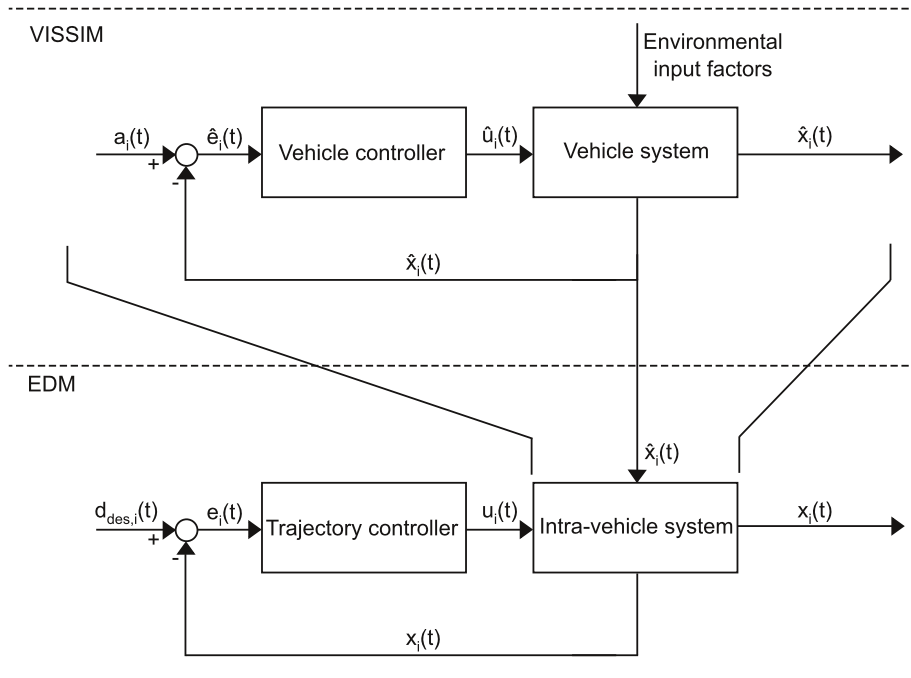 VISSIM
Environmental
input factors
aᵢ(t)
êᵢ(t)
Vehicle controller
ûᵢ(t)
Vehicle system
x̂ᵢ(t)
+
-
x̂ᵢ(t)
EDM
x̂ᵢ(t)
d_des,i(t)
eᵢ(t)
Trajectory controller
uᵢ(t)
Intra-vehicle system
xᵢ(t)
+
-
xᵢ(t)